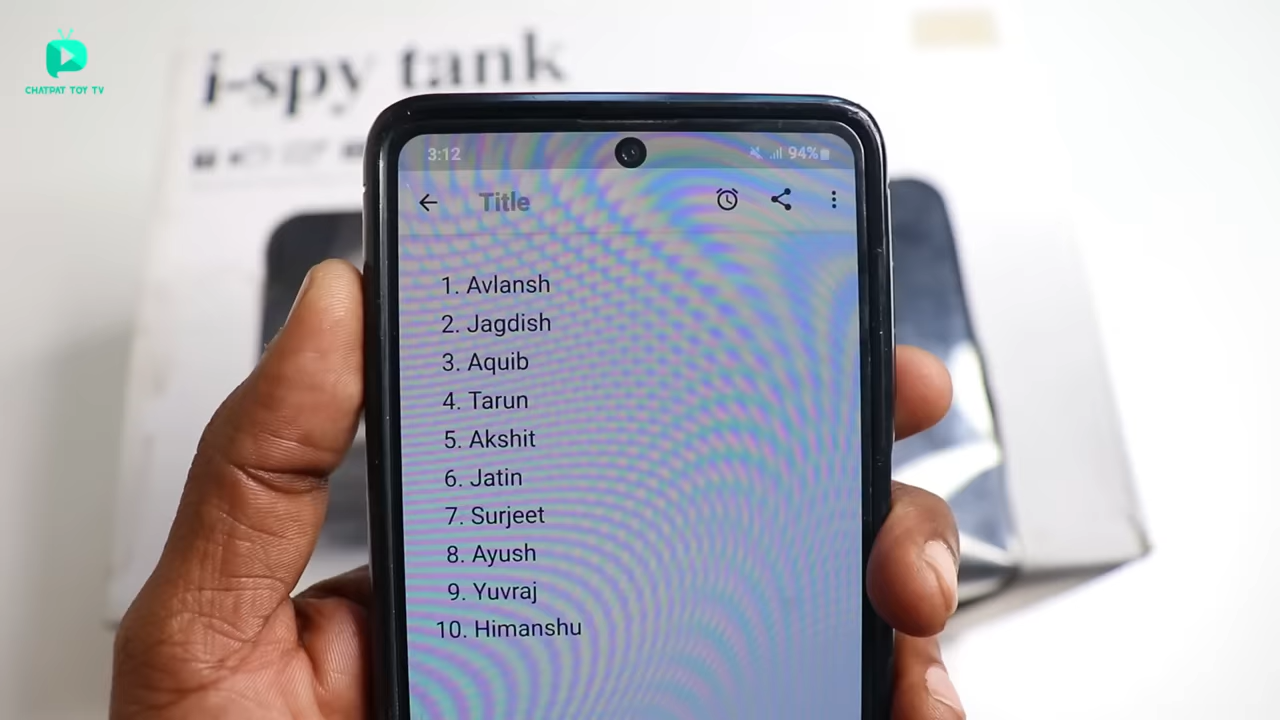 i-spy tank
CHATPAT TOY TV
3:12
94%
Title
1. Avlansh
2. Jagdish
3. Aquib
4. Tarun
5. Akshit
6. Jatin
7. Surjeet
8. Ayush
9. Yuvraj
10. Himanshu